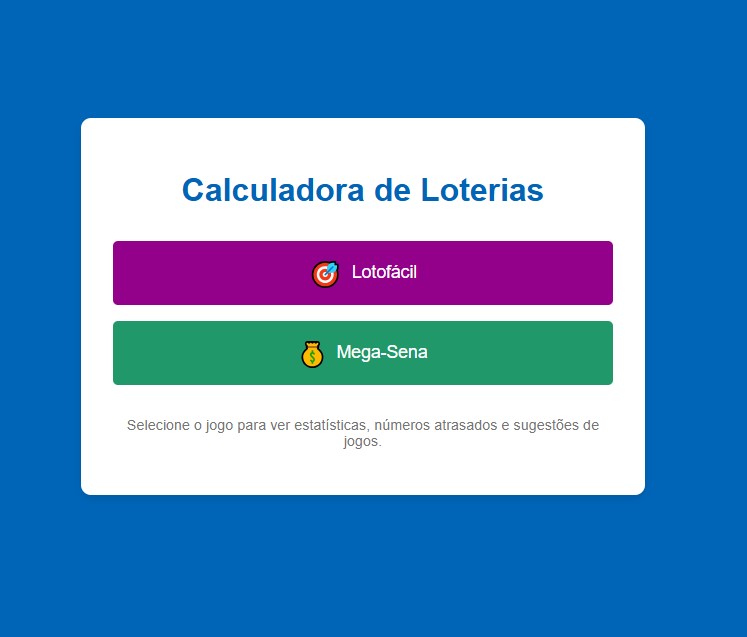 Calculadora de Loterias
🎯 Lotofácil
💰 Mega-Sena
Selecione o jogo para ver estatísticas, números atrasados e sugestões de
jogos.